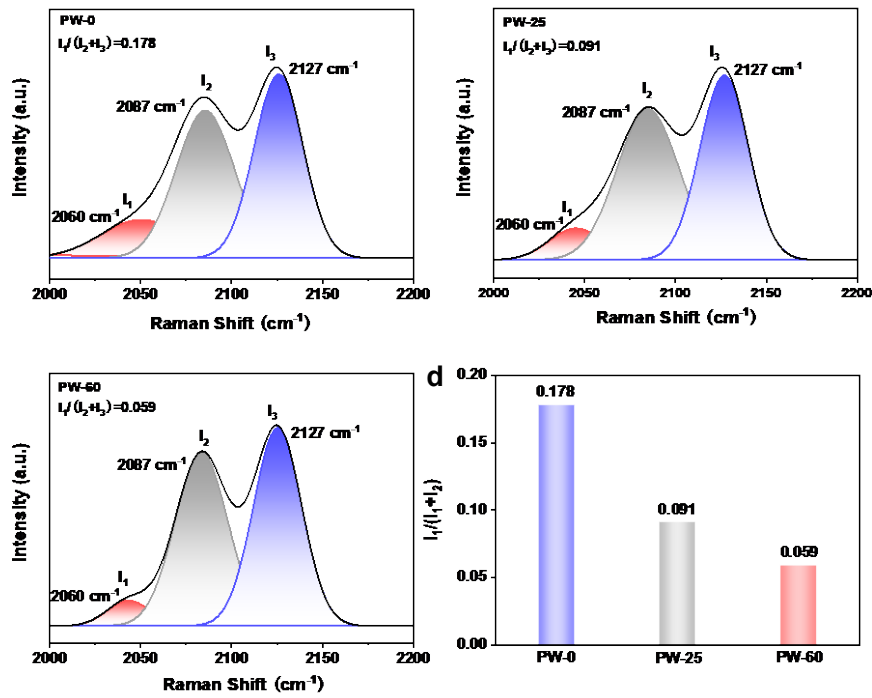 PW-0
I₁/(I₂+I₃)=0.178
I₃
2127 cm⁻¹
I₂
2087 cm⁻¹
I₁
2060 cm⁻¹
Intensity (a.u.)
2000 2050 2100 2150 2200
Raman Shift (cm⁻¹)
PW-25
I₁/(I₂+I₃)=0.091
I₃
2127 cm⁻¹
I₂
2087 cm⁻¹
I₁
2060 cm⁻¹
Intensity (a.u.)
2000 2050 2100 2150 2200
Raman Shift (cm⁻¹)
PW-60
I₁/(I₂+I₃)=0.059
I₃
2127 cm⁻¹
I₂
2087 cm⁻¹
I₁
2060 cm⁻¹
Intensity (a.u.)
2000 2050 2100 2150 2200
Raman Shift (cm⁻¹)
d
0.20
0.15
0.10
0.05
0.00
I₁/(I₁+I₂)
0.178
0.091
0.059
PW-0 PW-25 PW-60